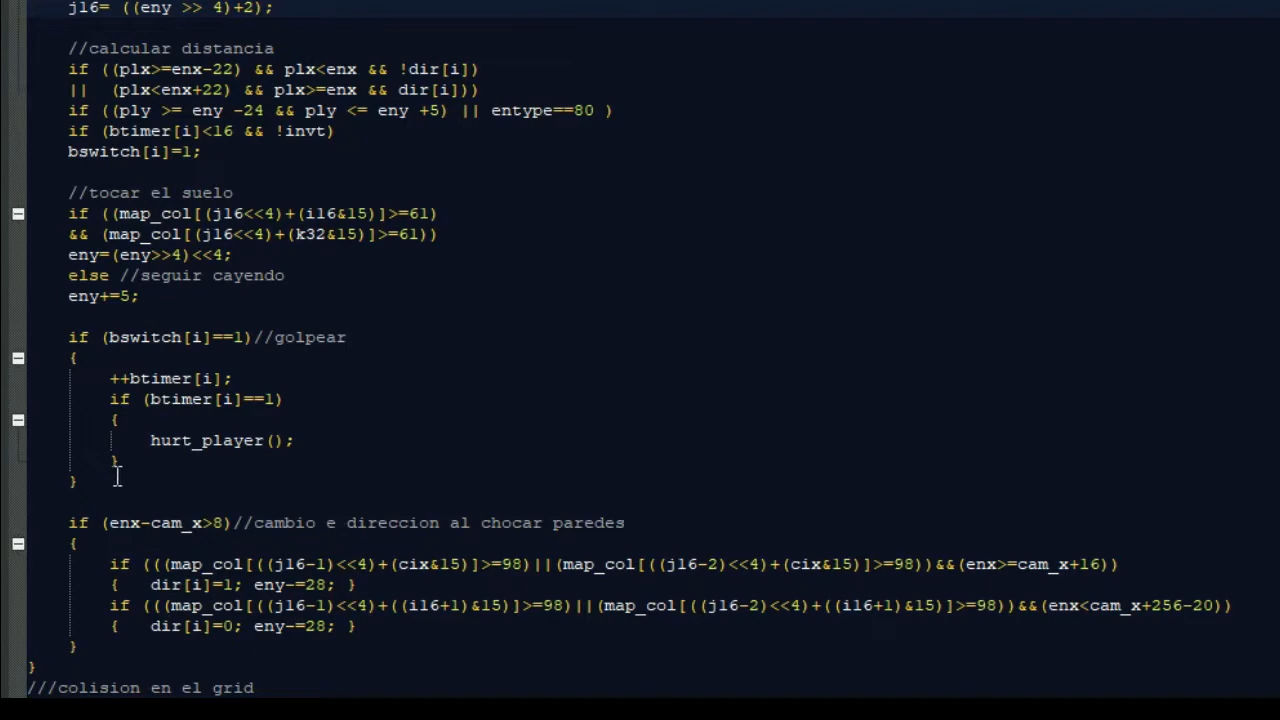 j16= ((eny >> 4)+2);
//calcular distancia
if ((plx>=enx-22) && plx<enx && !dir[i])
|| (plx<enx+22) && plx>=enx && dir[i]))
if ((ply >= eny -24 && ply <= eny +5) || entype==80 )
if (btimer[i]<16 && !invt)
bswitch[i]=1;
//tocar el suelo
if ((map_col[(j16<<4)+(i16&15)]>=61)
&& (map_col[(j16<<4)+(k32&15)]>=61))
eny=(eny>>4)<<4;
else //seguir cayendo
eny+=5;
if (bswitch[i]==1)//golpear
{
++btimer[i];
if (btimer[i]==1)
{
hurt_player();
}
}
if (enx-cam_x>8)//cambio e direccion al chocar paredes
{
if (((map_col[((j16-1)<<4)+(cix&15)]>=98)||(map_col[((j16-2)<<4)+(cix&15)]>=98))&&(enx>=cam_x+16))
{ dir[i]=1; eny-=28; }
if (((map_col[((j16-1)<<4)+((i16+1)&15)]>=98)||(map_col[((j16-2)<<4)+((i16+1)&15)]>=98))&&(enx<cam_x+256-20))
{ dir[i]=0; eny-=28; }
}
}
///colision en el grid